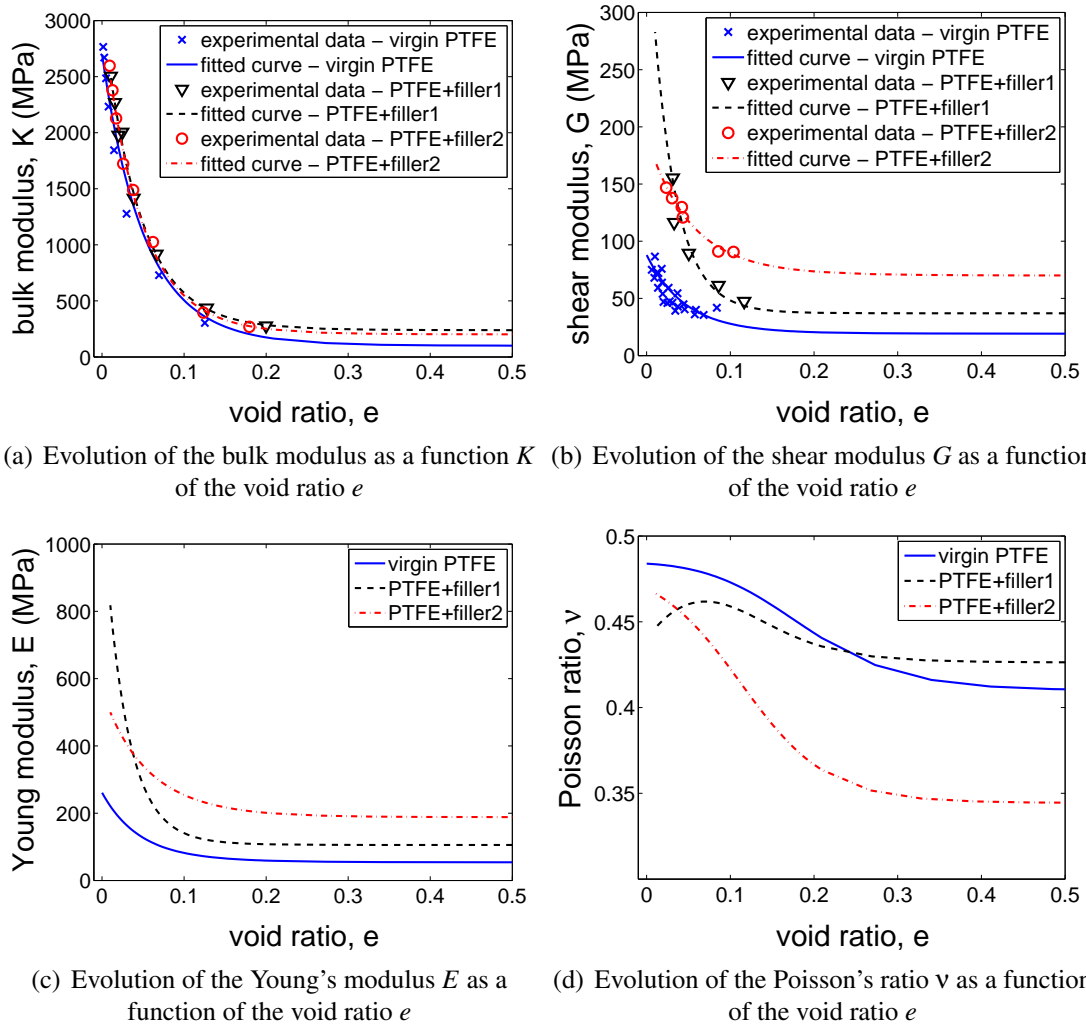 3000
2500
2000
1500
1000
500
0
bulk modulus, K (MPa)
experimental data − virgin PTFE
fitted curve − virgin PTFE
experimental data − PTFE+filler1
fitted curve − PTFE+filler1
experimental data − PTFE+filler2
fitted curve − PTFE+filler2
0 0.1 0.2 0.3 0.4 0.5
void ratio, e
(a) Evolution of the bulk modulus as a function K
of the void ratio e
300
250
200
150
100
50
0
shear modulus, G (MPa)
experimental data − virgin PTFE
fitted curve − virgin PTFE
experimental data − PTFE+filler1
fitted curve − PTFE+filler1
experimental data − PTFE+filler2
fitted curve − PTFE+filler2
0 0.1 0.2 0.3 0.4 0.5
void ratio, e
(b) Evolution of the shear modulus G as a function
of the void ratio e
1000
800
600
400
200
0
Young modulus, E (MPa)
virgin PTFE
PTFE+filler1
PTFE+filler2
0 0.1 0.2 0.3 0.4 0.5
void ratio, e
(c) Evolution of the Young’s modulus E as a
function of the void ratio e
0.5
0.45
0.4
0.35
Poisson ratio, ν
virgin PTFE
PTFE+filler1
PTFE+filler2
0 0.1 0.2 0.3 0.4 0.5
void ratio, e
(d) Evolution of the Poisson’s ratio ν as a function
of the void ratio e